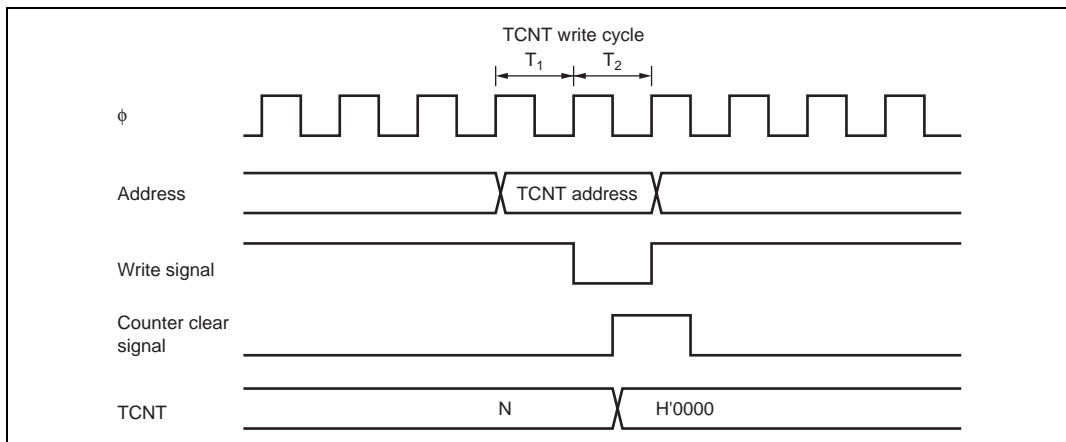 TCNT write cycle
T1 T2
ϕ
Address
TCNT address
Write signal
Counter clear
signal
TCNT
N
H'0000